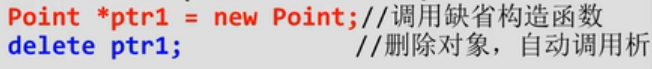 Point *ptr1 = new Point;//调用缺省构造函数
delete ptr1; //删除对象，自动调用析